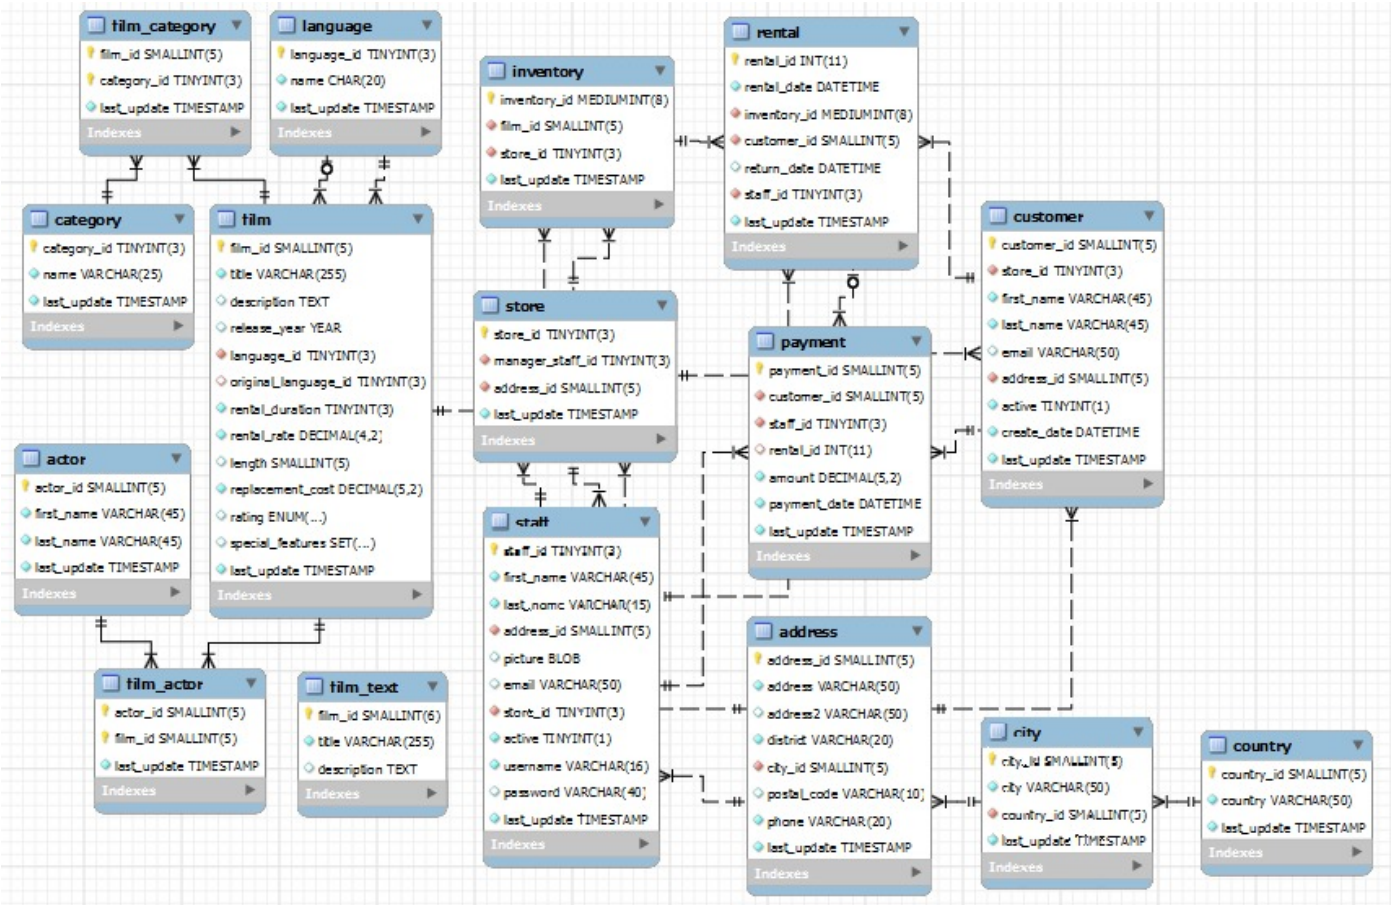 film_category
film_id SMALLINT(5)
category_id TINYINT(3)
last_update TIMESTAMP
Indexes
language
language_id TINYINT(3)
name CHAR(20)
last_update TIMESTAMP
Indexes
inventory
inventory_id MEDIUMINT(8)
film_id SMALLINT(5)
store_id TINYINT(3)
last_update TIMESTAMP
Indexes
rental
rental_id INT(11)
rental_date DATETIME
inventory_id MEDIUMINT(8)
customer_id SMALLINT(5)
return_date DATETIME
staff_id TINYINT(3)
last_update TIMESTAMP
Indexes
category
category_id TINYINT(3)
name VARCHAR(25)
last_update TIMESTAMP
Indexes
film
film_id SMALLINT(5)
title VARCHAR(255)
description TEXT
release_year YEAR
language_id TINYINT(3)
original_language_id TINYINT(3)
rental_duration TINYINT(3)
rental_rate DECIMAL(4,2)
length SMALLINT(5)
replacement_cost DECIMAL(5,2)
rating ENUM(...)
special_features SET(...)
last_update TIMESTAMP
Indexes
store
store_id TINYINT(3)
manager_staff_id TINYINT(3)
address_id SMALLINT(5)
last_update TIMESTAMP
customer
customer_id SMALLINT(5)
store_id TINYINT(3)
first_name VARCHAR(45)
last_name VARCHAR(45)
email VARCHAR(50)
address_id SMALLINT(5)
active TINYINT(1)
create_date DATETIME
last_update TIMESTAMP
Indexes
payment
payment_id SMALLINT(5)
customer_id SMALLINT(5)
staff_id TINYINT(3)
rental_id INT(11)
amount DECIMAL(5,2)
payment_date DATETIME
last_update TIMESTAMP
Indexes
Indexes
actor
actor_id SMALLINT(5)
first_name VARCHAR(45)
last_name VARCHAR(45)
last_update TIMESTAMP
Indexes
staff
staff_id TINYINT(3)
first_name VARCHAR(45)
last_name VARCHAR(45)
address_id SMALLINT(5)
picture BLOB
email VARCHAR(50)
store_id TINYINT(3)
active TINYINT(1)
username VARCHAR(16)
password VARCHAR(40)
last_update TIMESTAMP
Indexes
address
address_id SMALLINT(5)
address VARCHAR(50)
address2 VARCHAR(50)
district VARCHAR(20)
city_id SMALLINT(5)
postal_code VARCHAR(10)
phone VARCHAR(20)
last_update TIMESTAMP
Indexes
film_actor
actor_id SMALLINT(5)
film_id SMALLINT(5)
last_update TIMESTAMP
Indexes
film_text
film_id SMALLINT(6)
title VARCHAR(255)
description TEXT
Indexes
city
city_id SMALLINT(5)
city VARCHAR(50)
country_id SMALLINT(5)
last_update TIMESTAMP
Indexes
country
country_id SMALLINT(5)
country VARCHAR(50)
last_update TIMESTAMP
Indexes